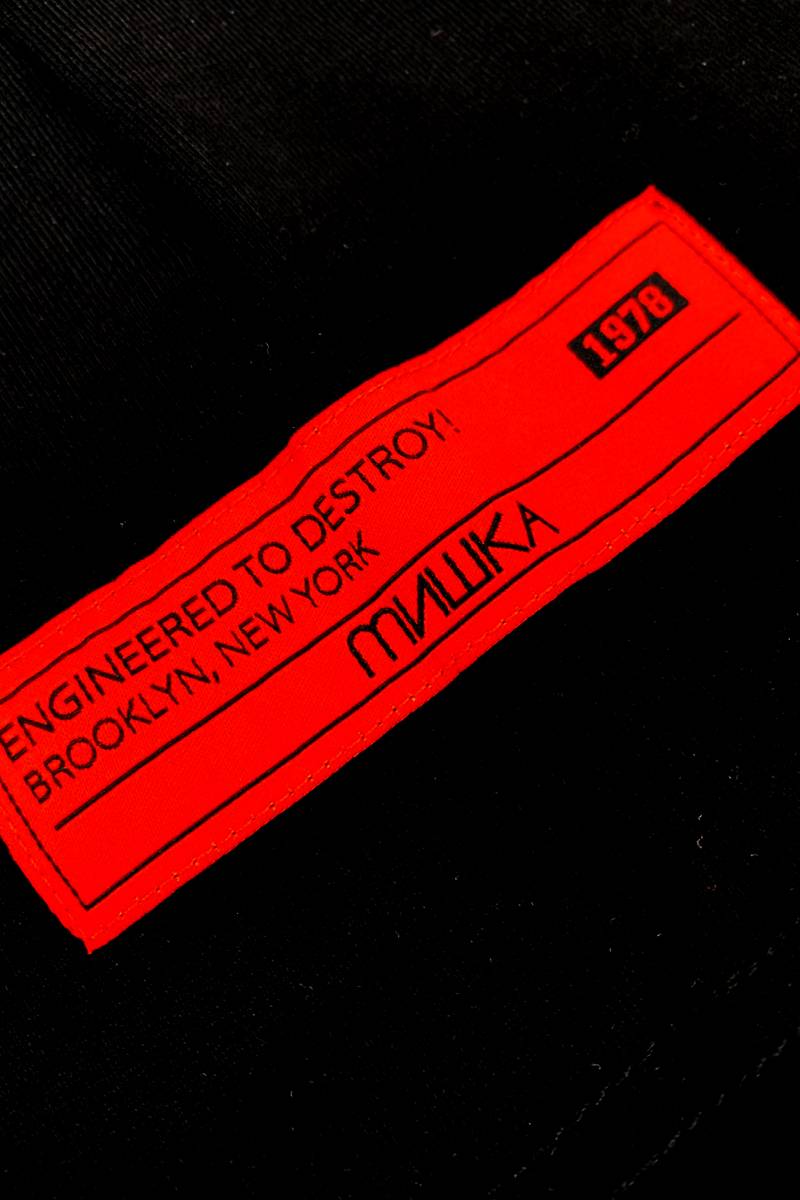 1978
ENGINEERED TO DESTROY!
BROOKLYN, NEW YORK
МИШКА